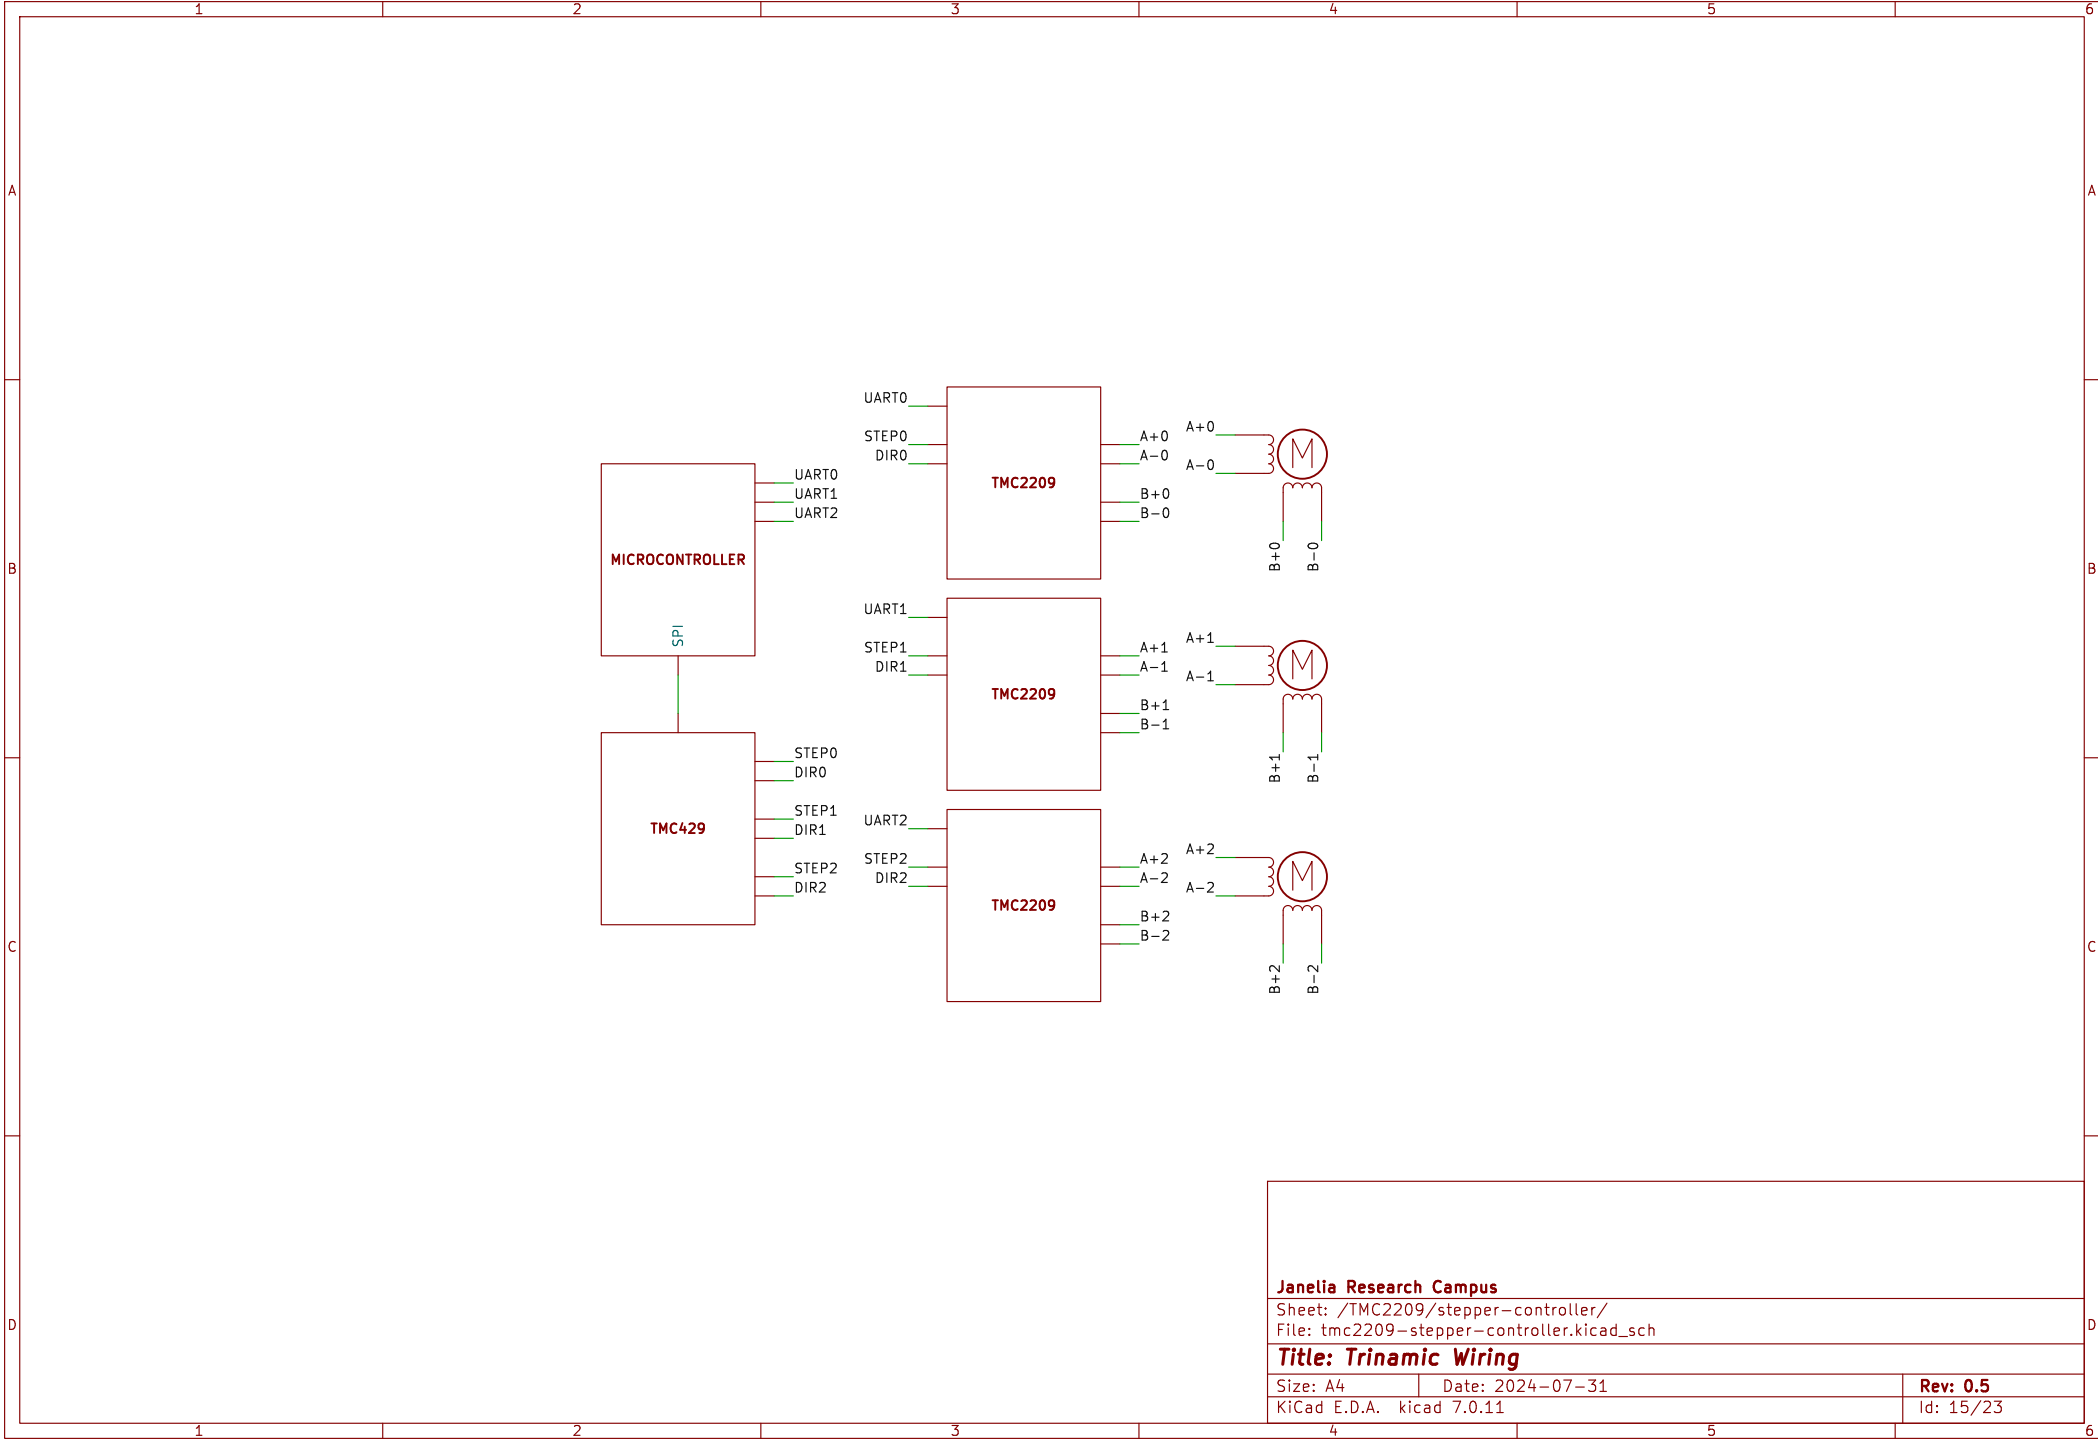 1 2 3 4 5 6
A A
UART0
STEP0
DIR0
TMC2209
A+0
A-0
B+0
B-0
A+0
A-0
M
B+0
B-0
UART0
UART1
UART2
MICROCONTROLLER
SPI
B B
UART1
STEP1
DIR1
TMC2209
A+1
A-1
B+1
B-1
A+1
A-1
M
B+1
B-1
STEP0
DIR0
STEP1
DIR1
STEP2
DIR2
TMC429
UART2
STEP2
DIR2
TMC2209
A+2
A-2
B+2
B-2
A+2
A-2
M
B+2
B-2
C C
Janelia Research Campus
Sheet: /TMC2209/stepper-controller/
File: tmc2209-stepper-controller.kicad_sch
D D
Title: Trinamic Wiring
Size: A4 Date: 2024-07-31 Rev: 0.5
KiCad E.D.A. kicad 7.0.11 Id: 15/23
1 2 3 4 5 6